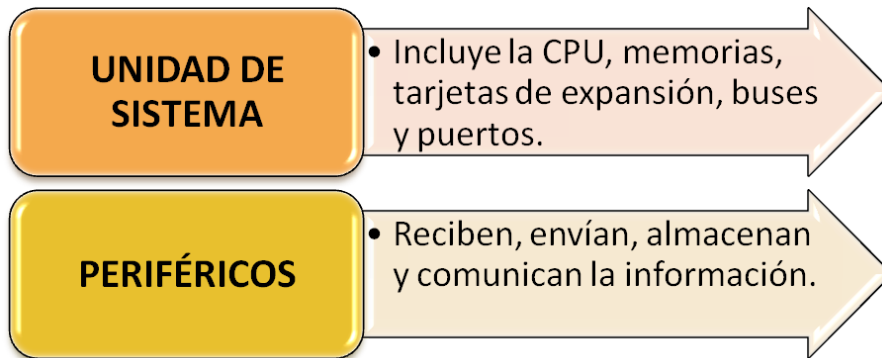 UNIDAD DE
SISTEMA
• Incluye la CPU, memorias,
tarjetas de expansión, buses
y puertos.
PERIFÉRICOS
• Reciben, envían, almacenan
y comunican la información.